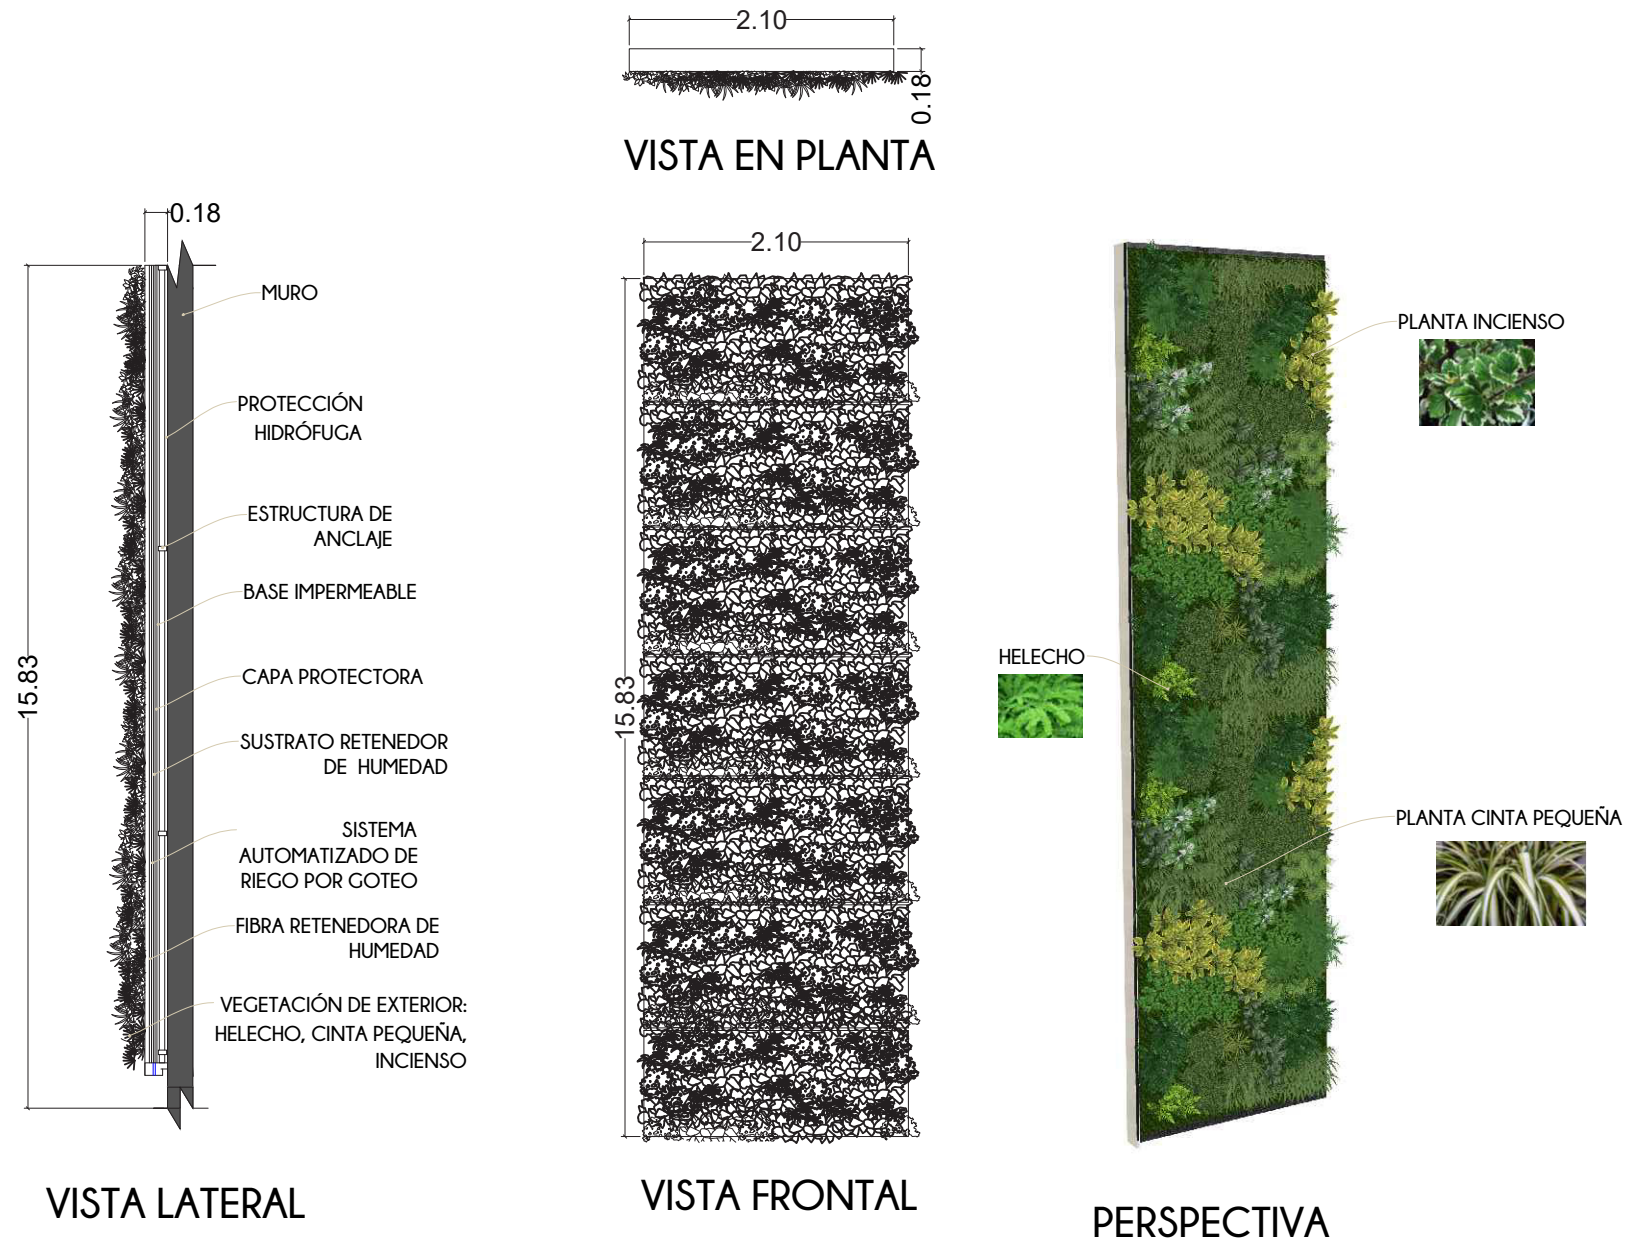 2.10
0.18
VISTA EN PLANTA
0.18
15.83
MURO
PROTECCIÓN
HIDRÓFUGA
ESTRUCTURA DE
ANCLAJE
BASE IMPERMEABLE
CAPA PROTECTORA
SUSTRATO RETENEDOR
DE HUMEDAD
SISTEMA
AUTOMATIZADO DE
RIEGO POR GOTEO
FIBRA RETENEDORA DE
HUMEDAD
VEGETACIÓN DE EXTERIOR:
HELECHO, CINTA PEQUEÑA,
INCIENSO
VISTA LATERAL
2.10
15.83
VISTA FRONTAL
PLANTA INCIENSO
HELECHO
PLANTA CINTA PEQUEÑA
PERSPECTIVA